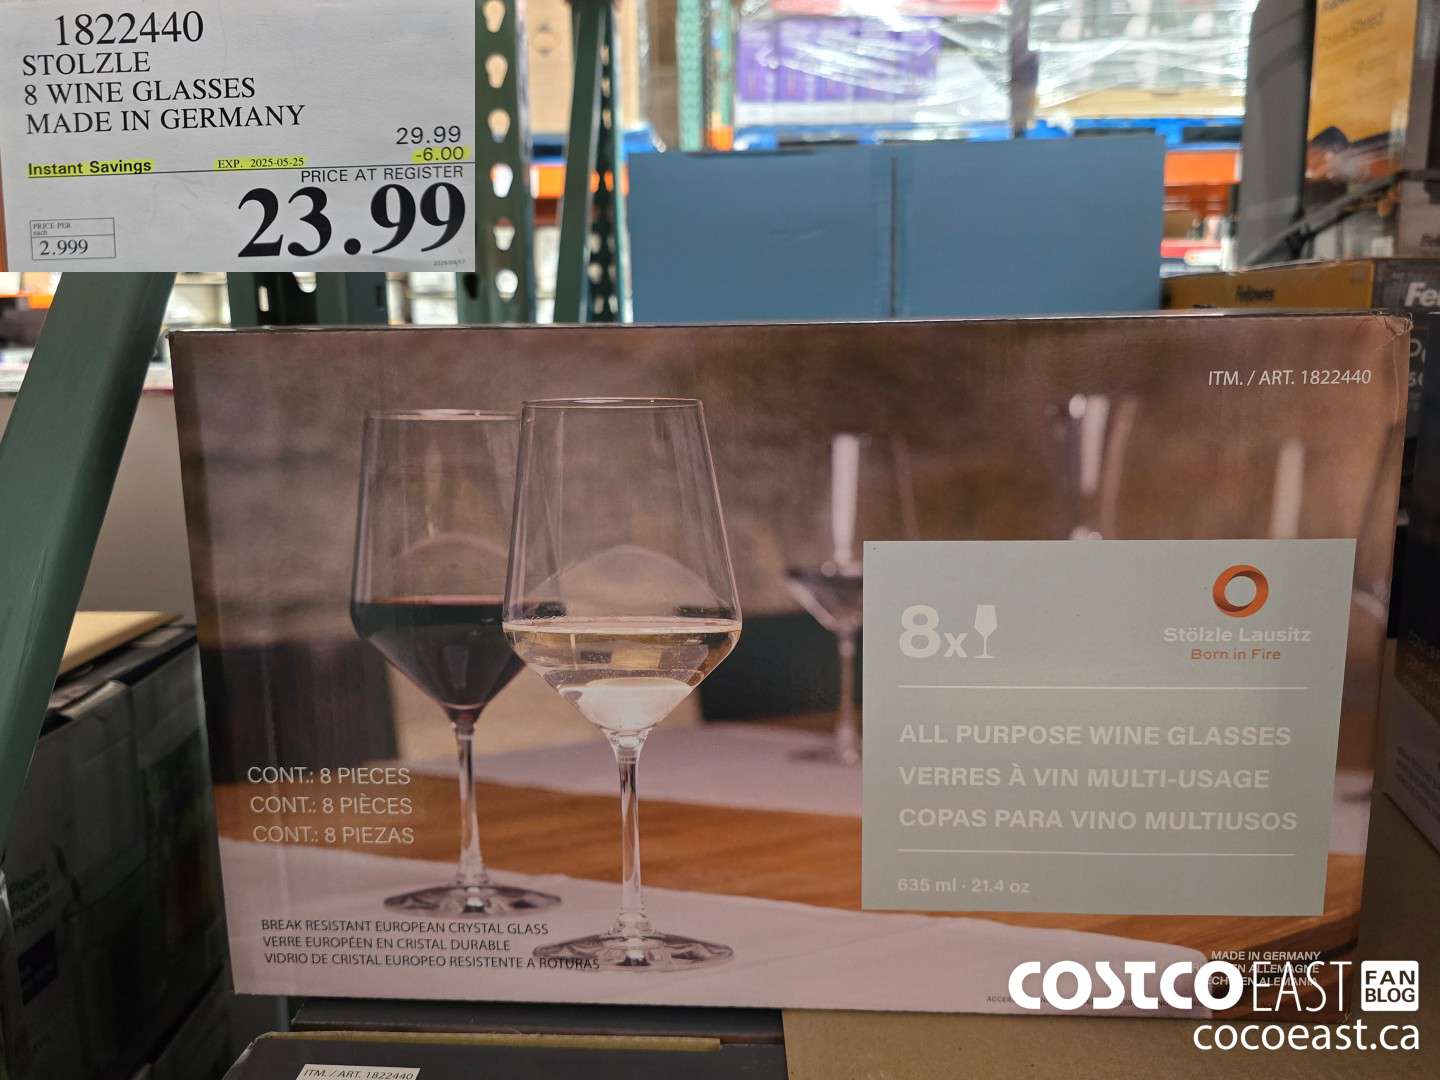 1822440
STOLZLE
8 WINE GLASSES
MADE IN GERMANY
29.99
Instant Savings EXP. 2025-05-25 -6.00
PRICE AT REGISTER
23.99
PRICE PER
each
2.999
Fellowes
ITM. / ART. 1822440
8x
Stölzle Lausitz
Born in Fire
ALL PURPOSE WINE GLASSES
VERRES À VIN MULTI-USAGE
COPAS PARA VINO MULTIUSOS
635 ml · 21.4 oz
CONT.: 8 PIECES
CONT.: 8 PIÈCES
CONT.: 8 PIEZAS
BREAK RESISTANT EUROPEAN CRYSTAL GLASS
VERRE EUROPÉEN EN CRISTAL DURABLE
VIDRIO DE CRISTAL EUROPEO RESISTENTE A ROTURAS
MADE IN GERMANY
COSTCO EAST FAN BLOG
cocoeast.ca
ITM. / ART. 1822440